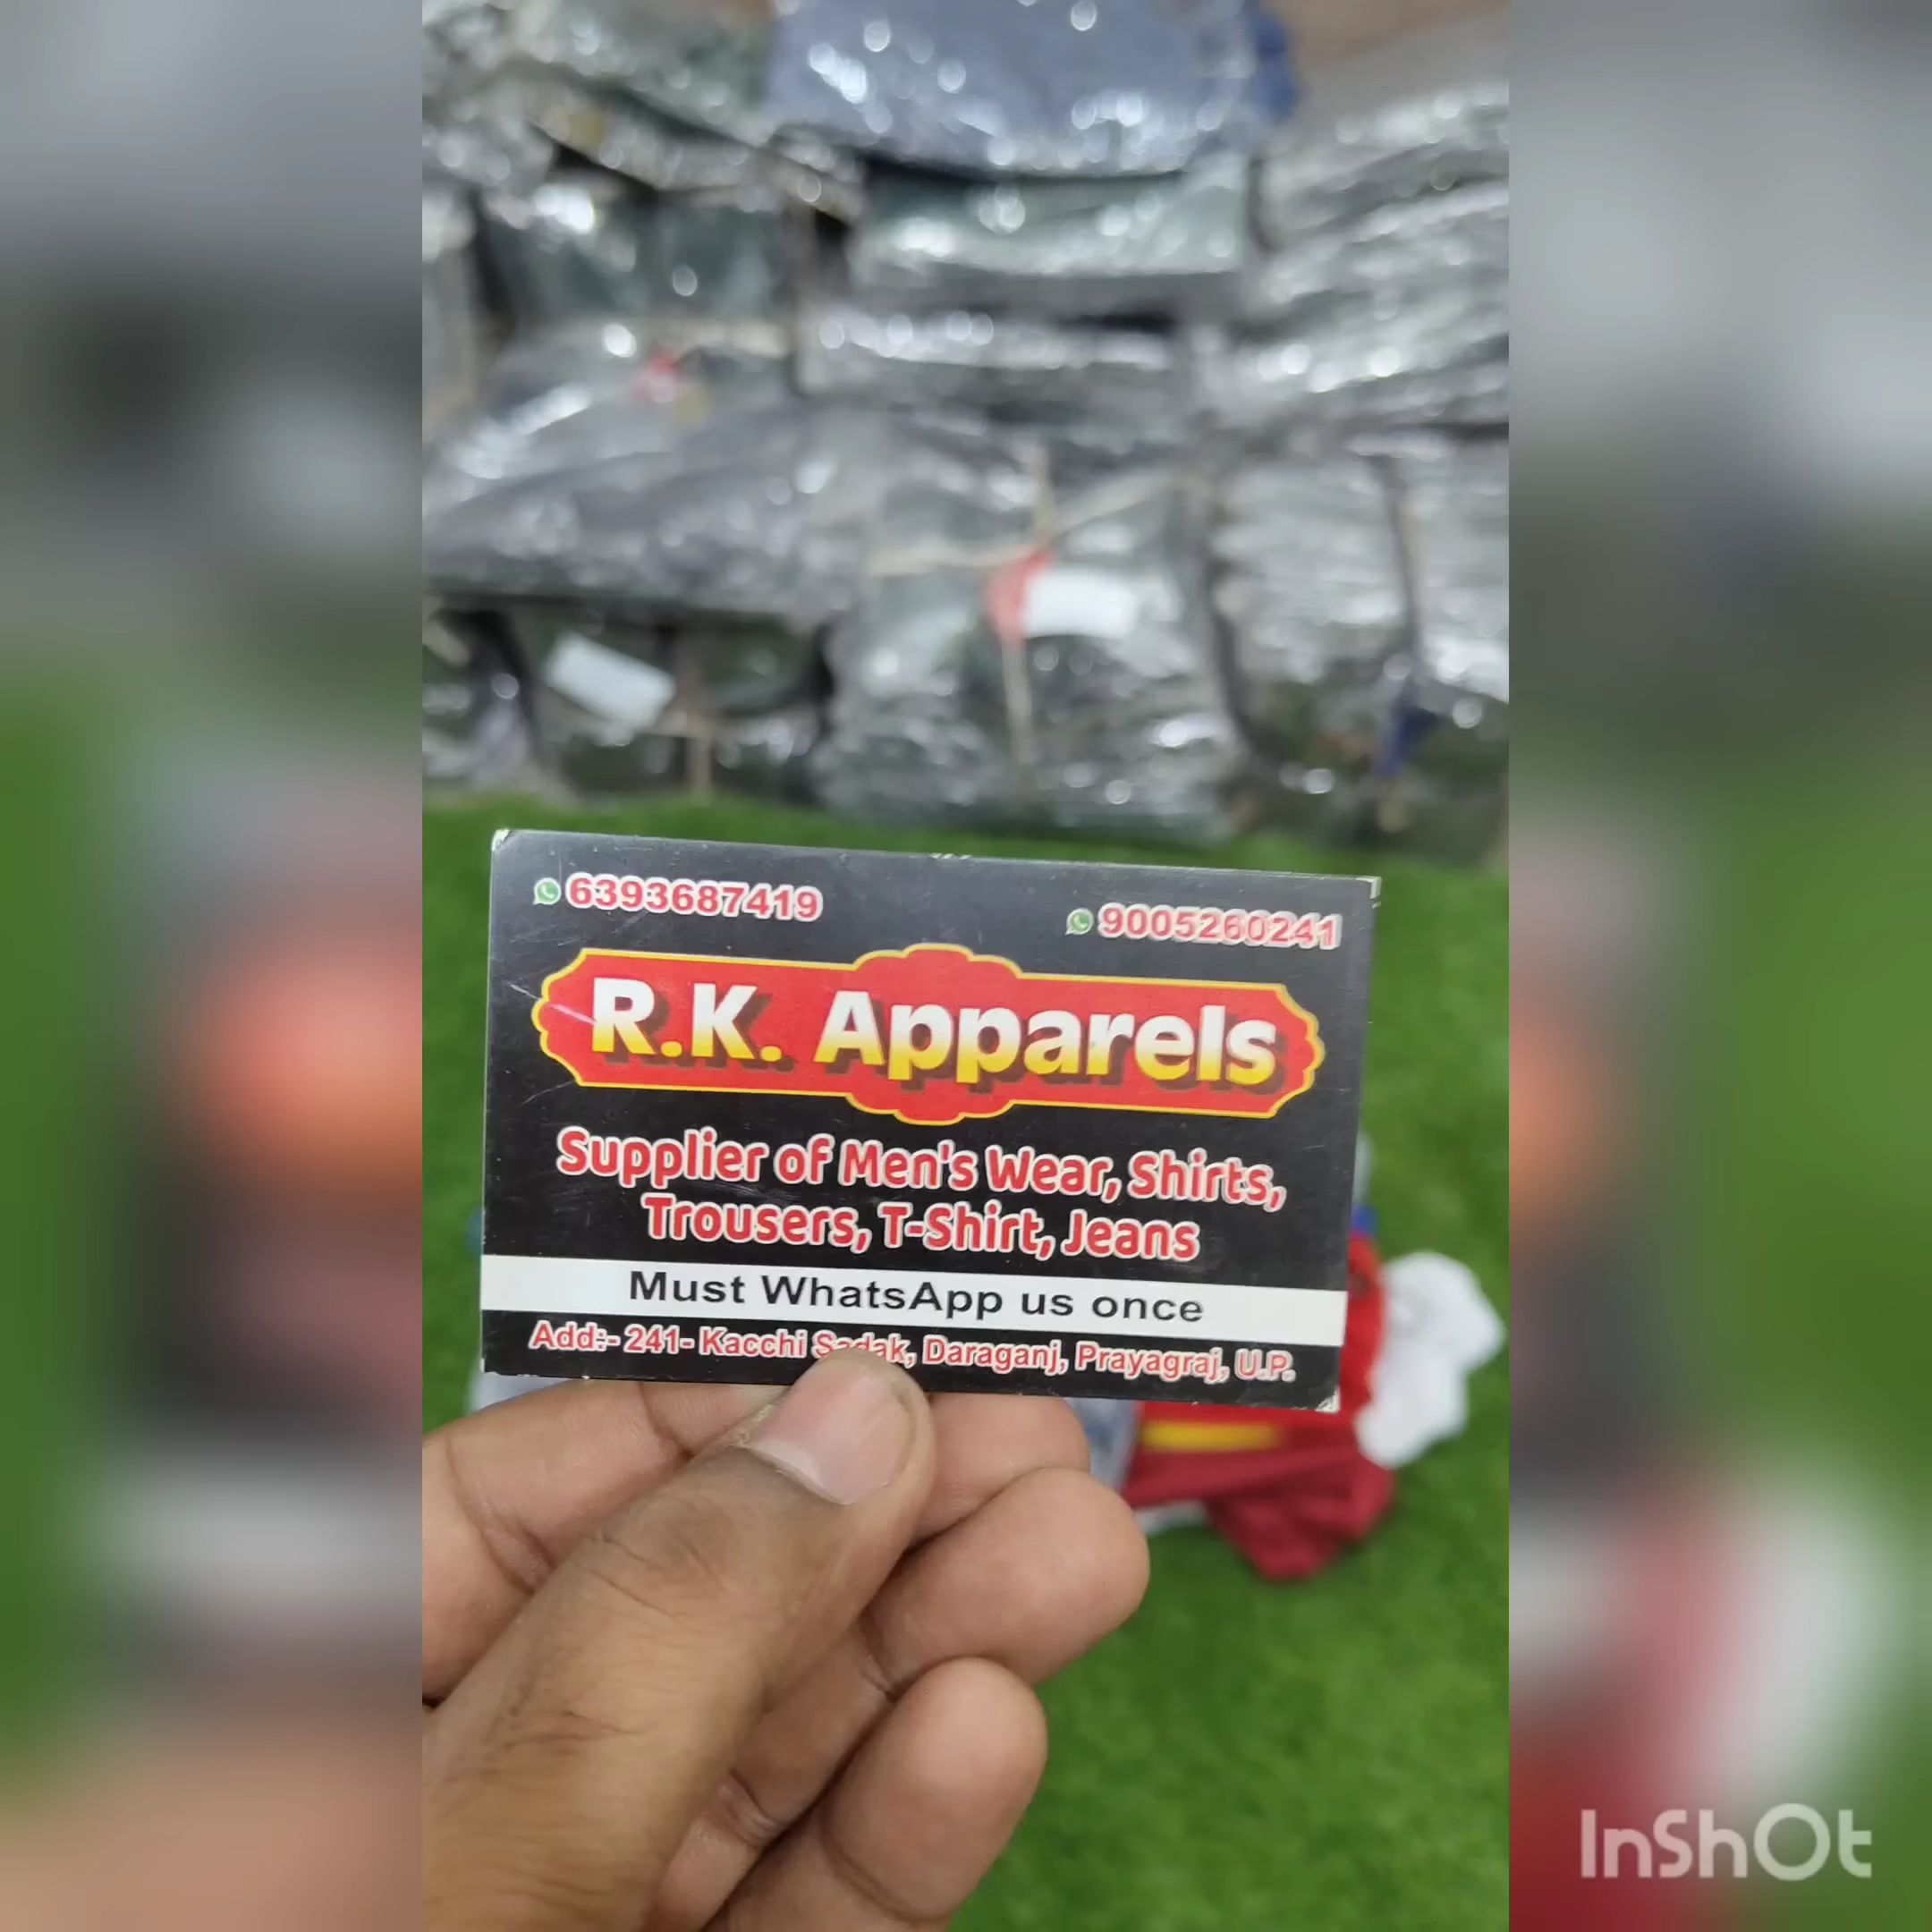 6393687419
9005260241
R.K. Apparels
Supplier of Men's Wear, Shirts,
Trousers, T-Shirt, Jeans
Must WhatsApp us once
Add:- 241- Kacchi Sadak, Daraganj, Prayagraj, U.P.
InShOt